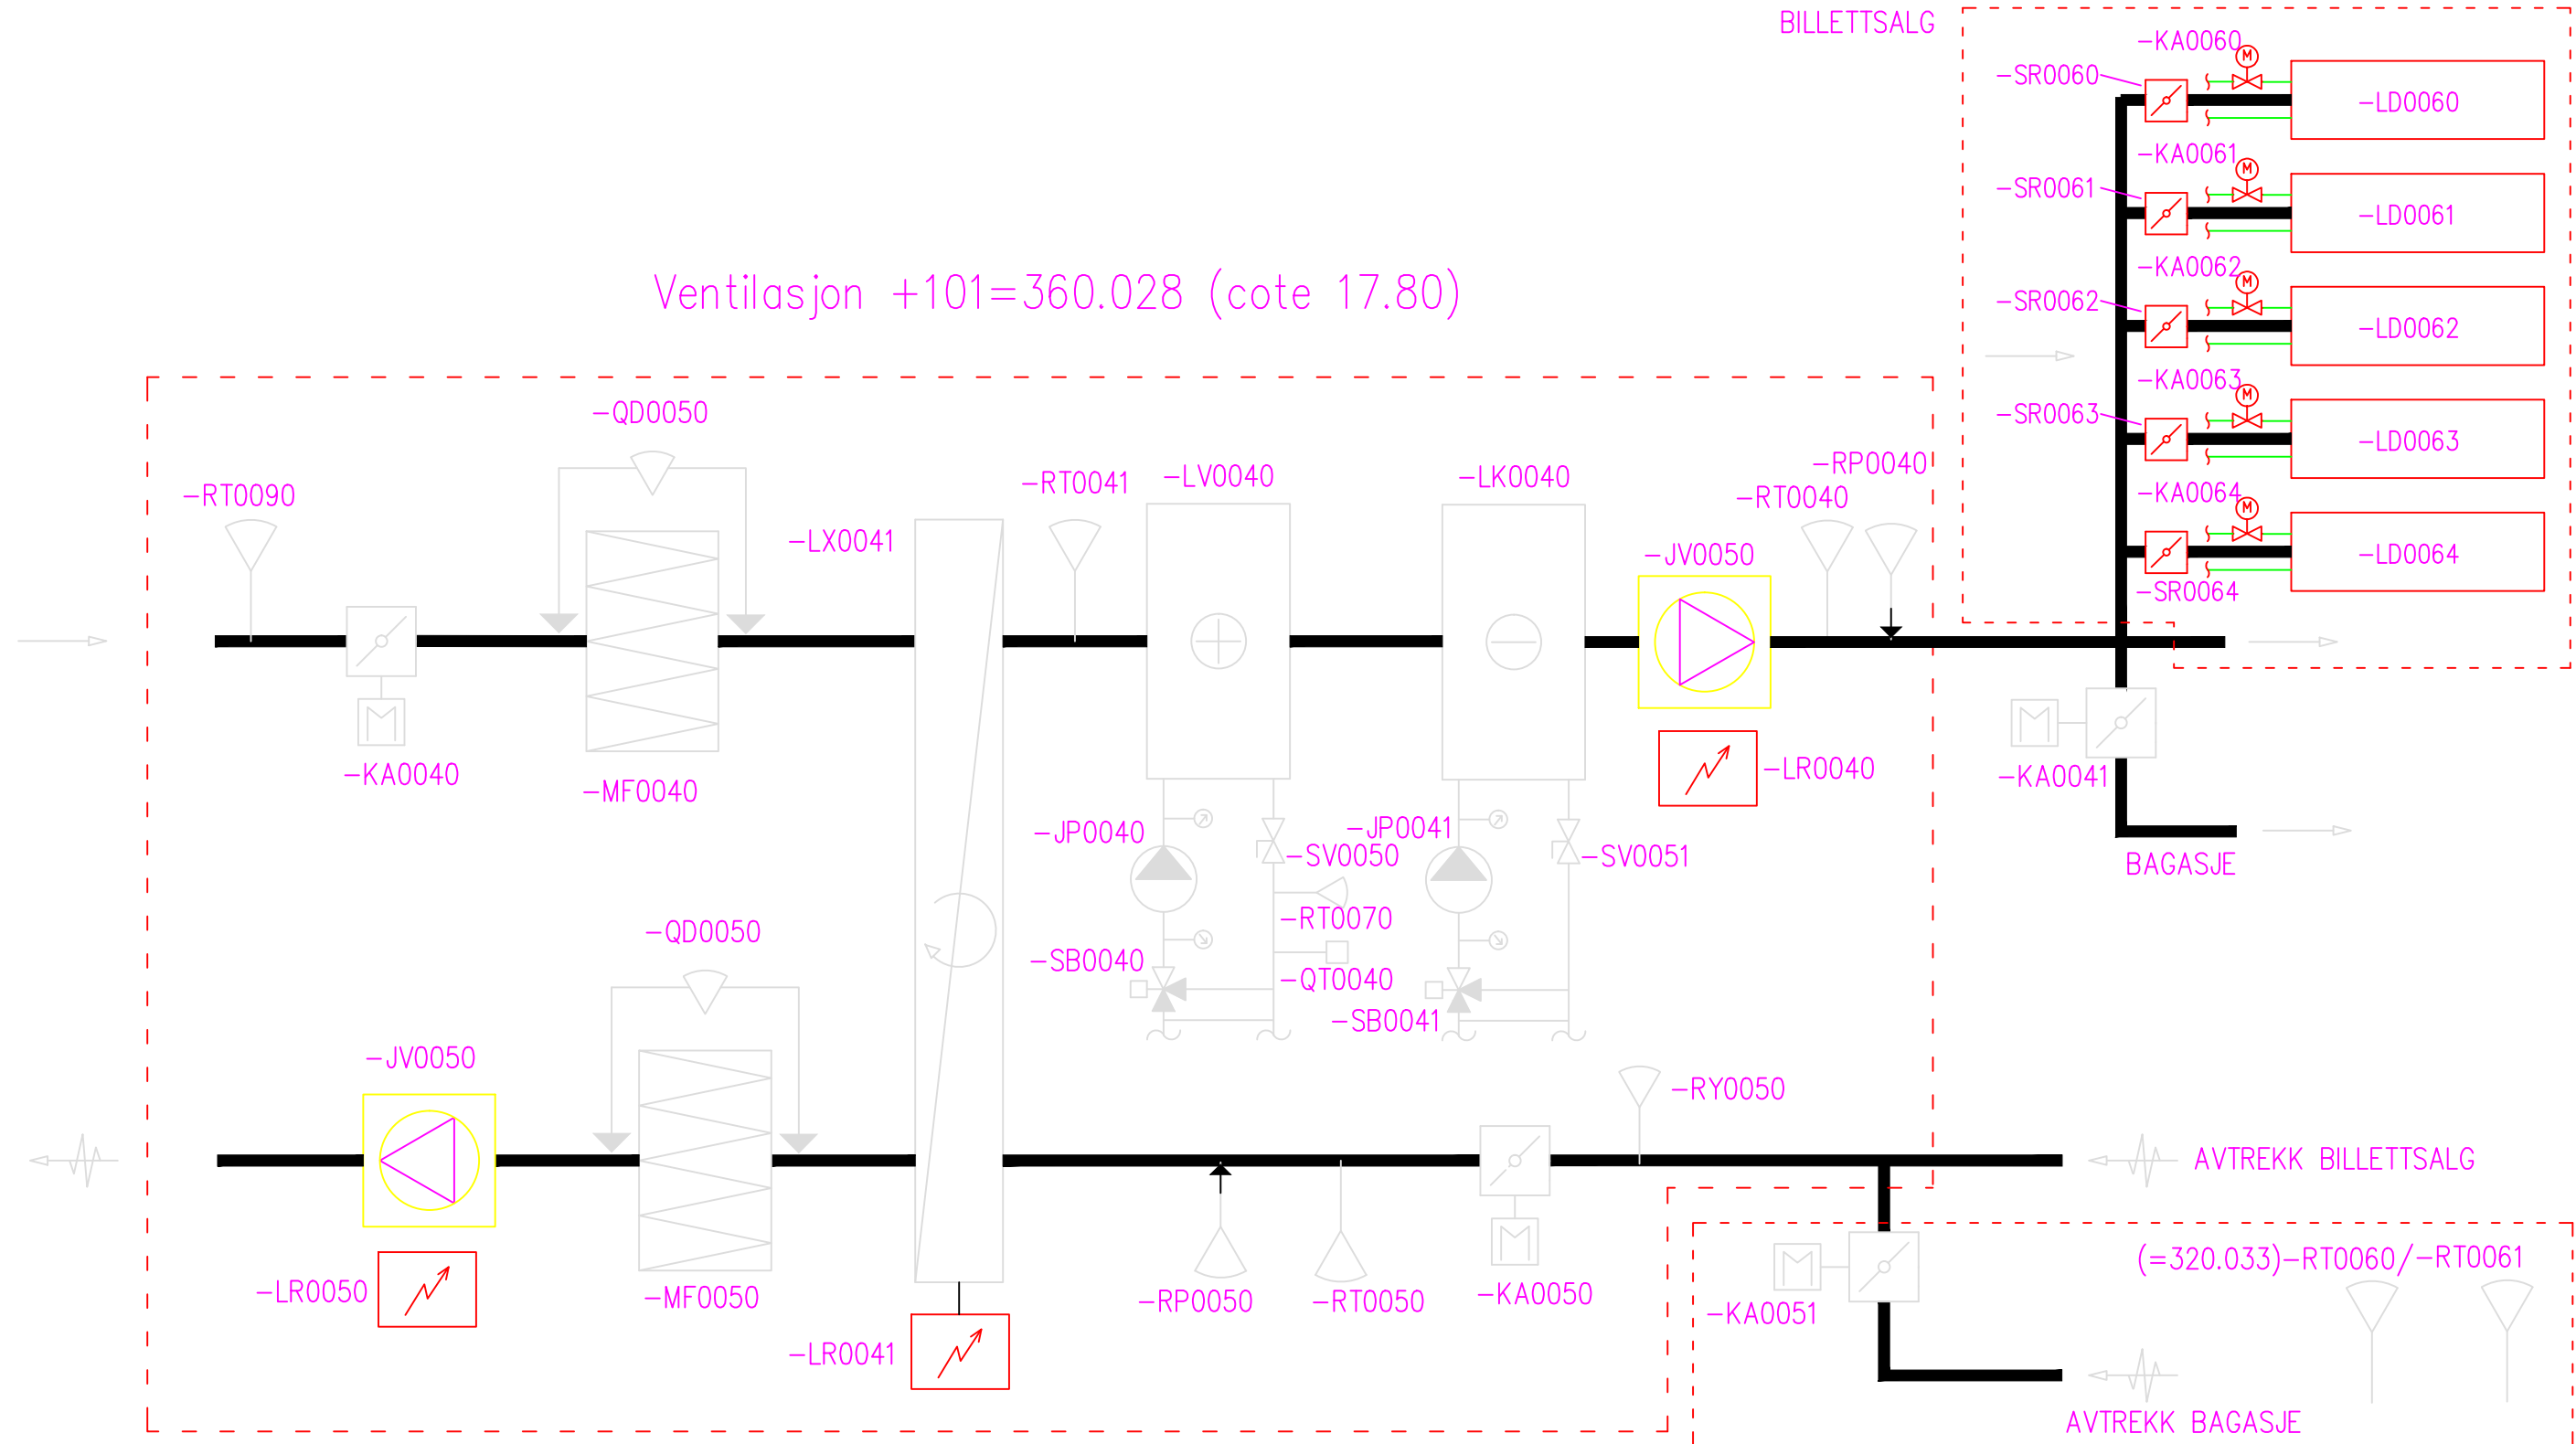 BILLETTSALG
-KA0060
-SR0060
-LD0060
-KA0061
-SR0061
-LD0061
-KA0062
-SR0062
-LD0062
-KA0063
-SR0063
-LD0063
-KA0064
-LD0064
-SR0064
Ventilasjon +101=360.028 (cote 17.80)
-QD0050
-RT0090
-LX0041
-RT0041
-LV0040
-LK0040
-RP0040
-RT0040
-JV0050
-KA0040
M
-MF0040
-LR0040
M
-KA0041
BAGASJE
-JP0040
-SV0050
-RT0070
-SB0040
-QT0040
-JP0041
-SV0051
-SB0041
-QD0050
-JV0050
-LR0050
-MF0050
-LR0041
-RP0050
-RT0050
M
-KA0050
-RY0050
AVTREKK BILLETTSALG
M
-KA0051
(=320.033)-RT0060/-RT0061
AVTREKK BAGASJE
M
M
M
M
M